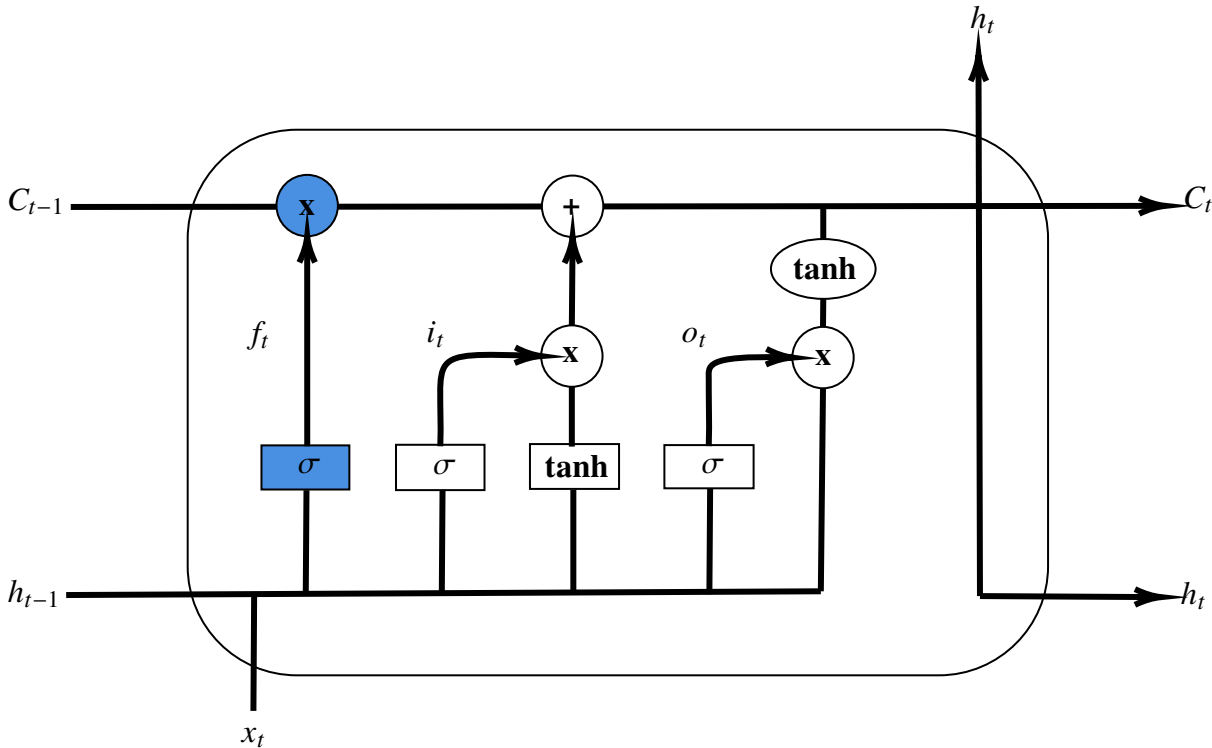 h_t
C_{t−1}
x
+
C_t
tanh
f_t
i_t
x
o_t
x
σ
σ
tanh
σ
h_{t−1}
h_t
x_t